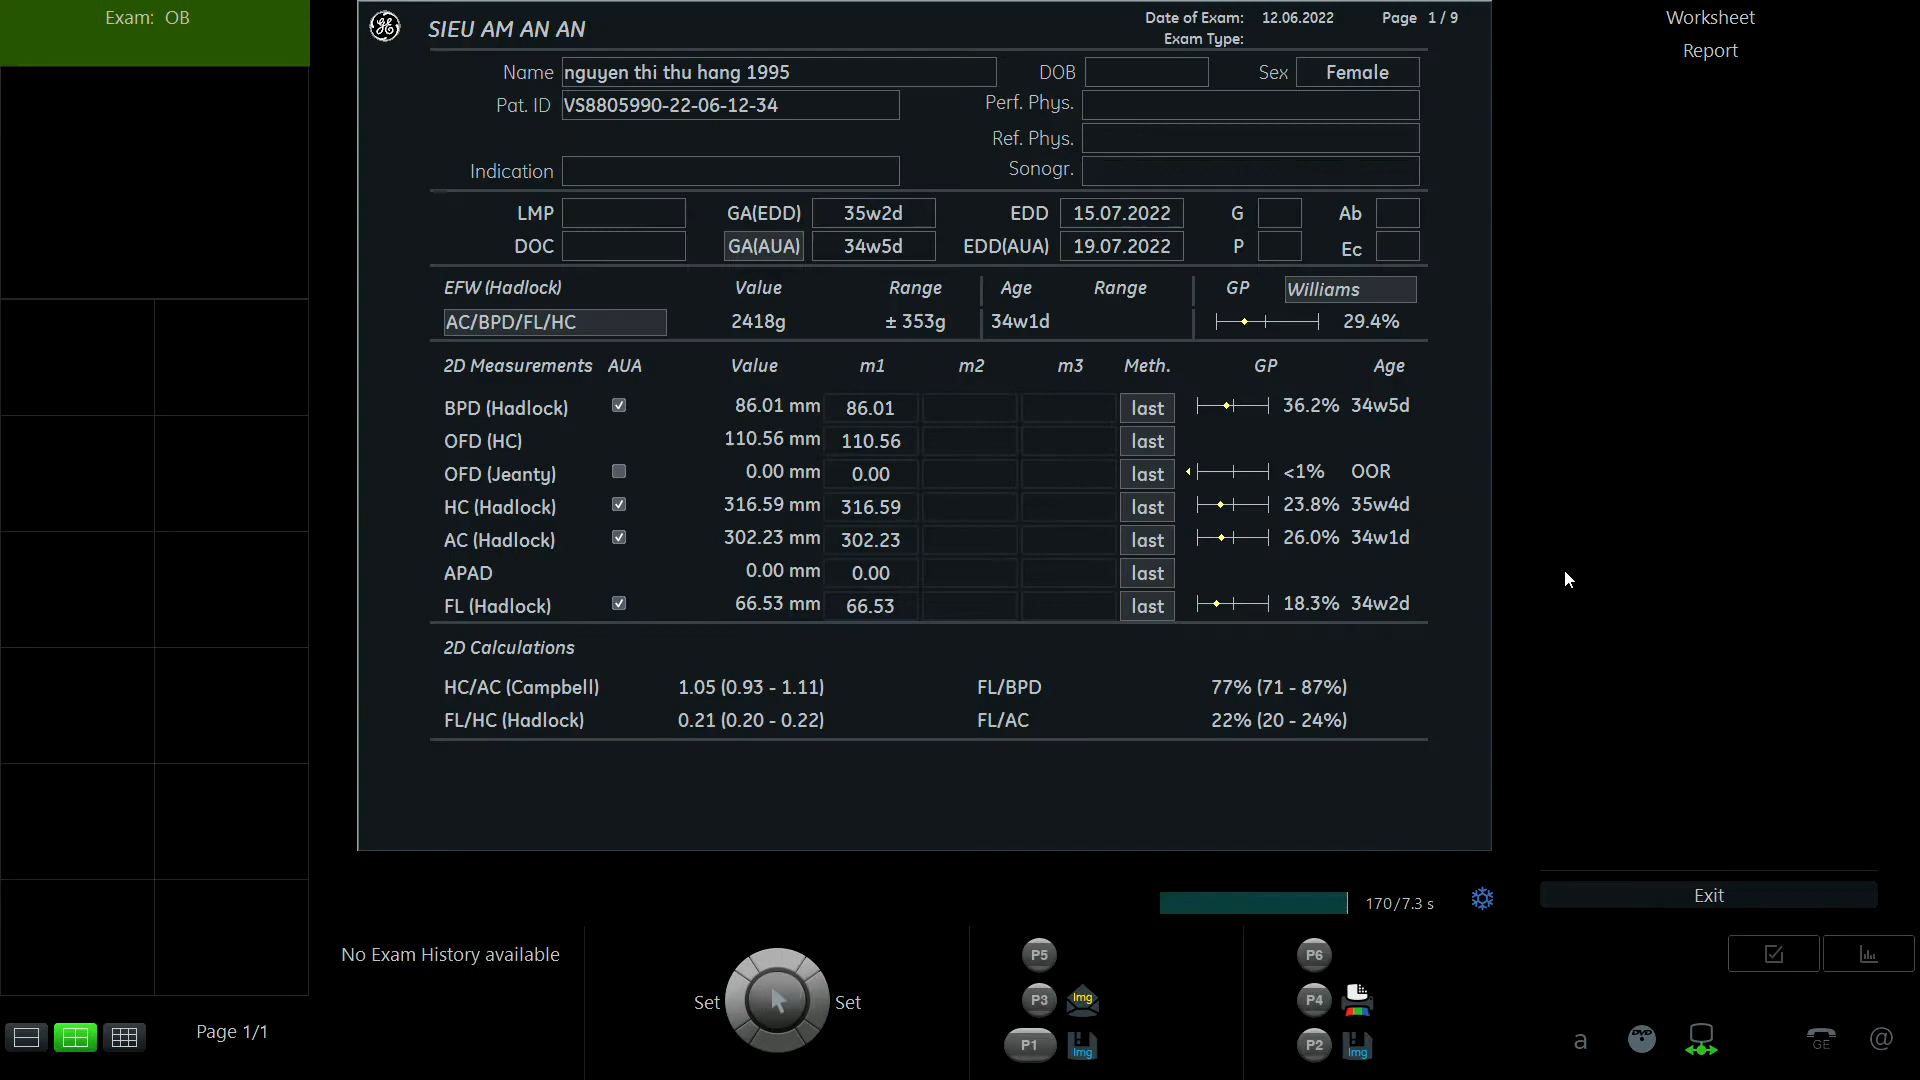 Exam: OB
SIEU AM AN AN
Date of Exam: 12.06.2022 Page 1 / 9
Exam Type:
Name nguyen thi thu hang 1995 DOB Sex Female
Pat. ID VS8805990-22-06-12-34 Perf. Phys.
Ref. Phys.
Indication Sonogr.
LMP GA(EDD) 35w2d EDD 15.07.2022 G Ab
DOC GA(AUA) 34w5d EDD(AUA) 19.07.2022 P Ec
EFW (Hadlock) Value Range Age Range GP Williams
AC/BPD/FL/HC 2418g ± 353g 34w1d 29.4%
2D Measurements AUA Value m1 m2 m3 Meth. GP Age
BPD (Hadlock) 86.01 mm 86.01 last 36.2% 34w5d
OFD (HC) 110.56 mm 110.56 last
OFD (Jeanty) 0.00 mm 0.00 last <1% OOR
HC (Hadlock) 316.59 mm 316.59 last 23.8% 35w4d
AC (Hadlock) 302.23 mm 302.23 last 26.0% 34w1d
APAD 0.00 mm 0.00 last
FL (Hadlock) 66.53 mm 66.53 last 18.3% 34w2d
2D Calculations
HC/AC (Campbell) 1.05 (0.93 - 1.11) FL/BPD 77% (71 - 87%)
FL/HC (Hadlock) 0.21 (0.20 - 0.22) FL/AC 22% (20 - 24%)
Worksheet
Report
170/7.3 s
Exit
No Exam History available
Set Set
P5 P6
P3 Img P4
P1 Img P2 Img
Page 1/1
a DVD GE @